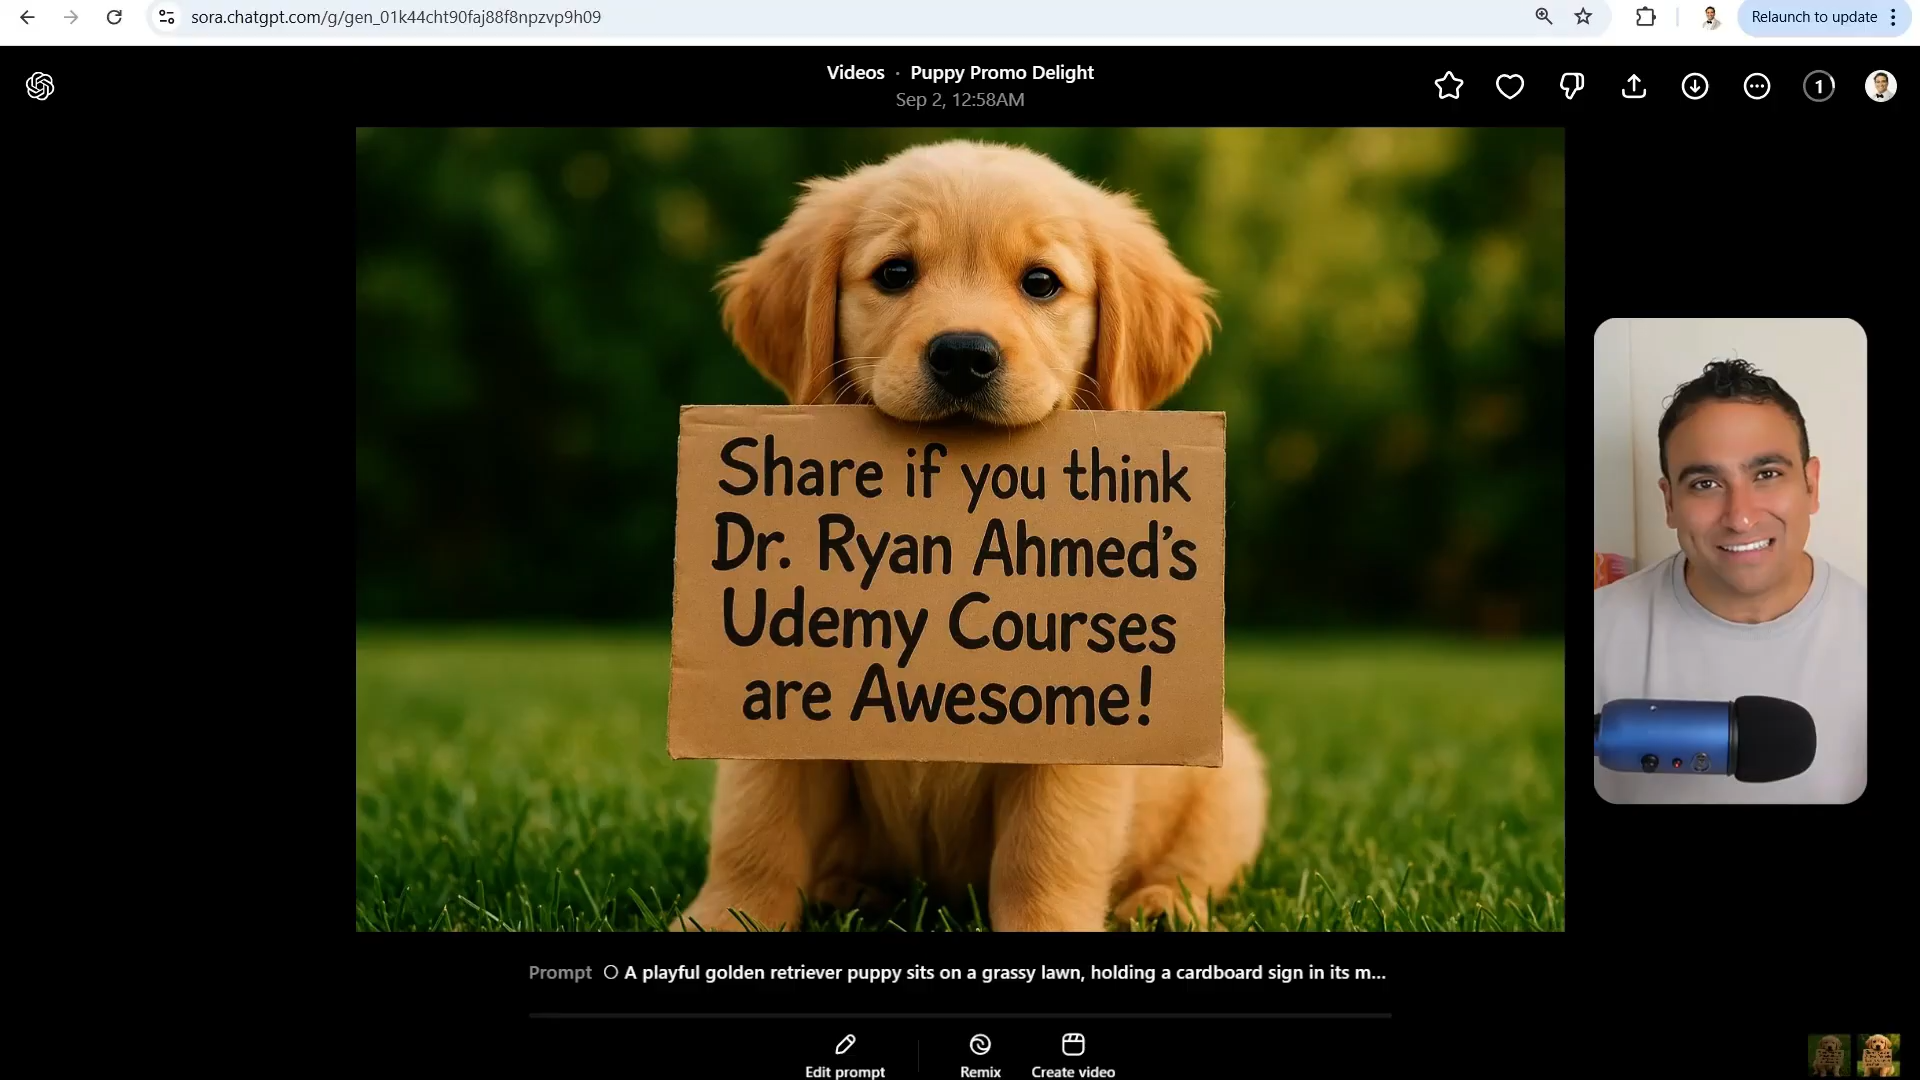 sora.chatgpt.com/g/gen_01k44cht90faj88f8npzvp9h09
Relaunch to update
Videos · Puppy Promo Delight
Sep 2, 12:58AM
1
Share if you think
Dr. Ryan Ahmed's
Udemy Courses
are Awesome!
Prompt A playful golden retriever puppy sits on a grassy lawn, holding a cardboard sign in its m...
Edit prompt
Remix
Create video